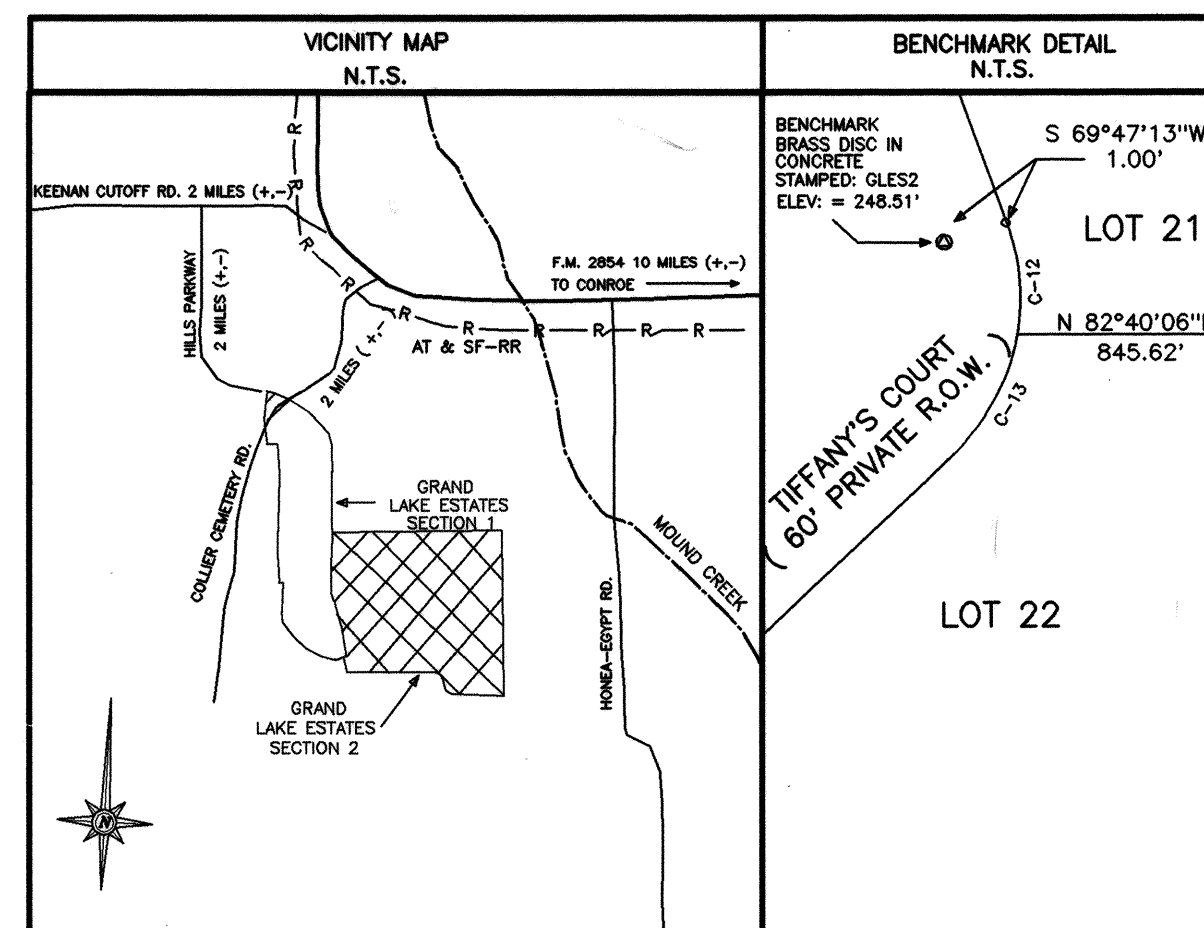 VICINITY MAP
N.T.S.
R
KEENAN CUTOFF RD. 2 MILES (+,-)
R
R
R
HILLS PARKWAY
2 MILES (+,-)
F.M. 2854 10 MILES (+,-)
TO CONROE
R
R
R
R
R
R
AT & SF-RR
2 MILES (+,-
COLLIER CEMETERY RD.
GRAND
LAKE ESTATES
SECTION 1
MOUND CREEK
HONEA-EGYPT RD.
GRAND
LAKE ESTATES
SECTION 2
N
BENCHMARK DETAIL
N.T.S.
BENCHMARK
BRASS DISC IN
CONCRETE
STAMPED: GLES2
ELEV: = 248.51'
S 69°47'13"W
1.00'
LOT 21
C-12
N 82°40'06"
845.62'
C-13
TIFFANY'S COURT
(60' PRIVATE R.O.W.)
LOT 22